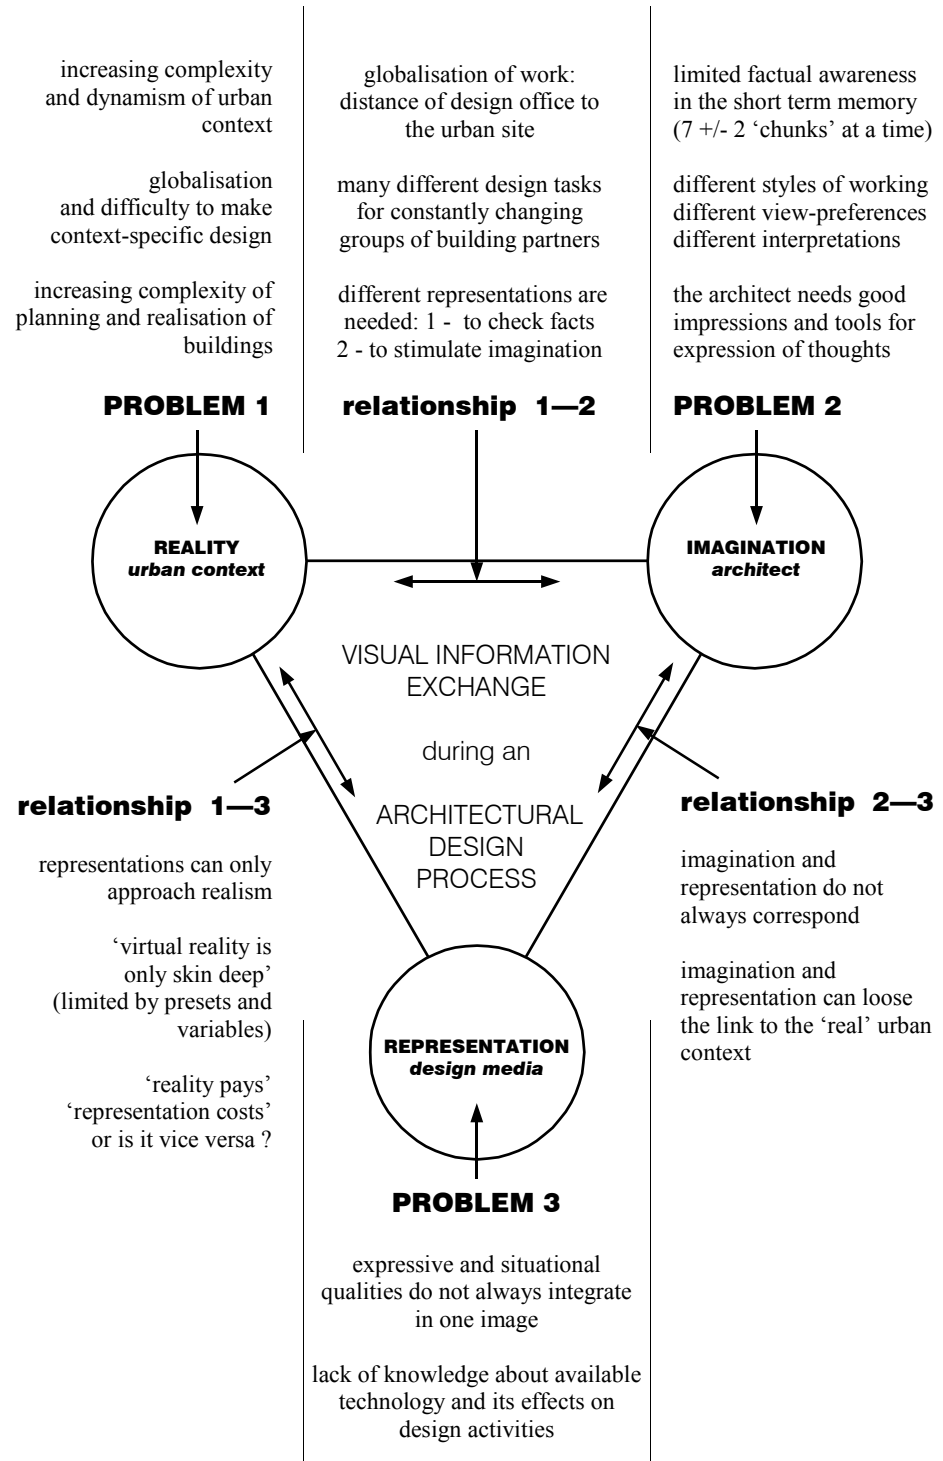 increasing complexity
and dynamism of urban
context
globalisation
and difficulty to make
context-specific design
increasing complexity of
planning and realisation of
buildings
PROBLEM 1
globalisation of work:
distance of design office to
the urban site
many different design tasks
for constantly changing
groups of building partners
different representations are
needed: 1 - to check facts
2 - to stimulate imagination
relationship 1—2
limited factual awareness
in the short term memory
(7 +/- 2 ‘chunks’ at a time)
different styles of working
different view-preferences
different interpretations
the architect needs good
impressions and tools for
expression of thoughts
PROBLEM 2
REALITY
urban context
IMAGINATION
architect
VISUAL INFORMATION
EXCHANGE
during an
ARCHITECTURAL
DESIGN
PROCESS
relationship 1—3
representations can only
approach realism
‘virtual reality is
only skin deep’
(limited by presets and
variables)
‘reality pays’
‘representation costs’
or is it vice versa ?
relationship 2—3
imagination and
representation do not
always correspond
imagination and
representation can loose
the link to the ‘real’ urban
context
REPRESENTATION
design media
PROBLEM 3
expressive and situational
qualities do not always integrate
in one image
lack of knowledge about available
technology and its effects on
design activities